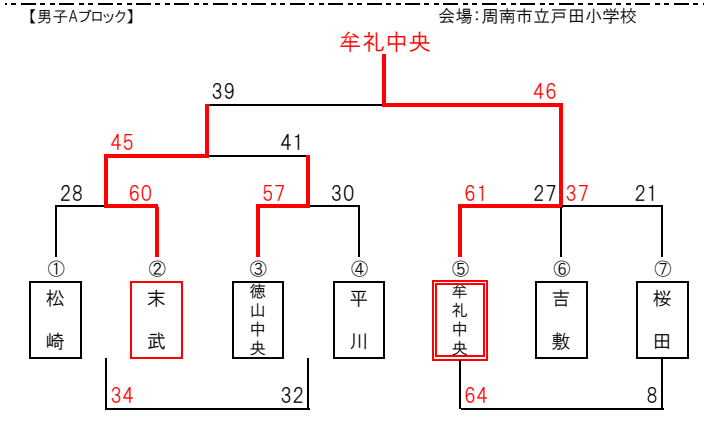 【男子Aブロック】 会場：周南市立戸田小学校
牟礼中央
39 46
45 41
28 60 57 30 61 27 37 21
① ② ③ ④ ⑤ ⑥ ⑦
松崎 末武 徳山中央 平川 牟礼中央 吉敷 桜田
34 32 64 8